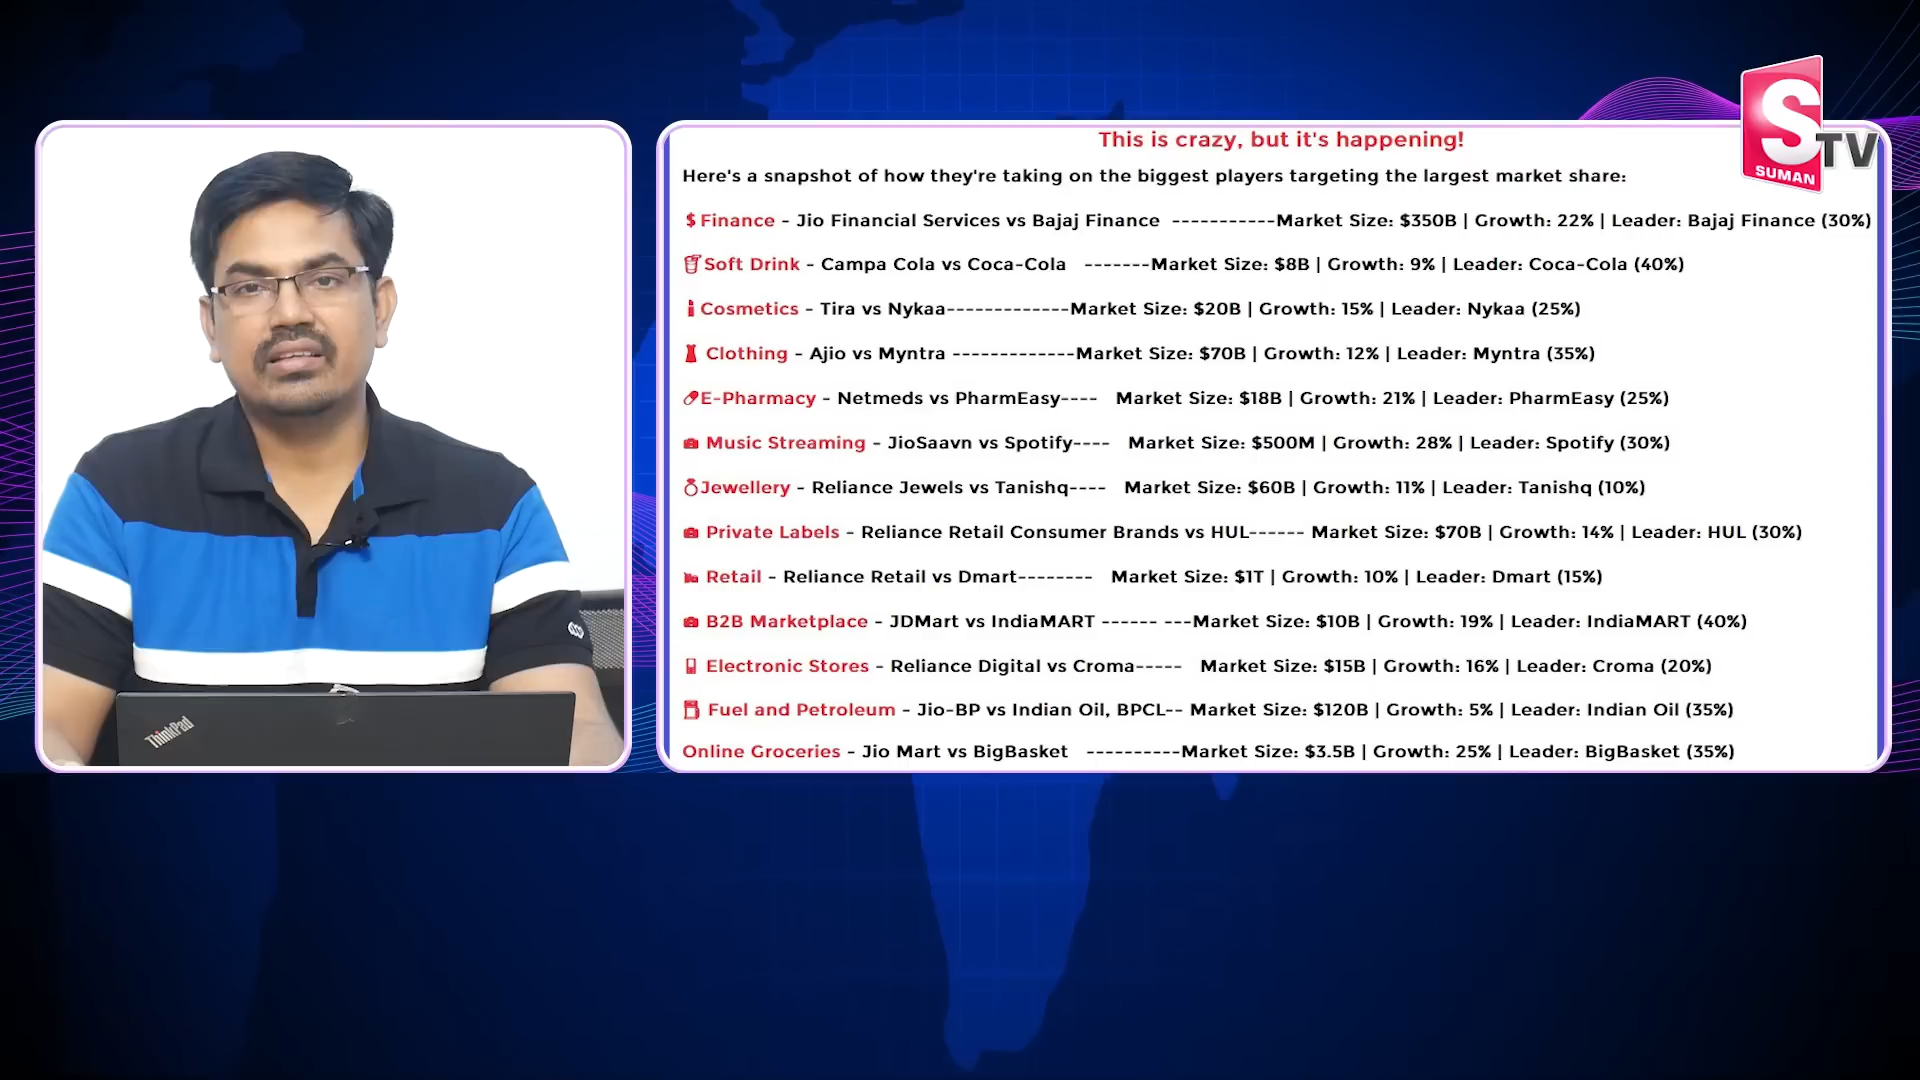 This is crazy, but it's happening!
Here's a snapshot of how they're taking on the biggest players targeting the largest market share:
$ Finance - Jio Financial Services vs Bajaj Finance -----------Market Size: $350B | Growth: 22% | Leader: Bajaj Finance (30%)
Soft Drink - Campa Cola vs Coca-Cola -------Market Size: $8B | Growth: 9% | Leader: Coca-Cola (40%)
Cosmetics - Tira vs Nykaa-------------Market Size: $20B | Growth: 15% | Leader: Nykaa (25%)
Clothing - Ajio vs Myntra -------------Market Size: $70B | Growth: 12% | Leader: Myntra (35%)
E-Pharmacy - Netmeds vs PharmEasy---- Market Size: $18B | Growth: 21% | Leader: PharmEasy (25%)
Music Streaming - JioSaavn vs Spotify---- Market Size: $500M | Growth: 28% | Leader: Spotify (30%)
Jewellery - Reliance Jewels vs Tanishq---- Market Size: $60B | Growth: 11% | Leader: Tanishq (10%)
Private Labels - Reliance Retail Consumer Brands vs HUL------ Market Size: $70B | Growth: 14% | Leader: HUL (30%)
Retail - Reliance Retail vs Dmart-------- Market Size: $1T | Growth: 10% | Leader: Dmart (15%)
B2B Marketplace - JDMart vs IndiaMART ------ ---Market Size: $10B | Growth: 19% | Leader: IndiaMART (40%)
Electronic Stores - Reliance Digital vs Croma----- Market Size: $15B | Growth: 16% | Leader: Croma (20%)
Fuel and Petroleum - Jio-BP vs Indian Oil, BPCL-- Market Size: $120B | Growth: 5% | Leader: Indian Oil (35%)
Online Groceries - Jio Mart vs BigBasket ----------Market Size: $3.5B | Growth: 25% | Leader: BigBasket (35%)
S TV
SUMAN
ThinkPad